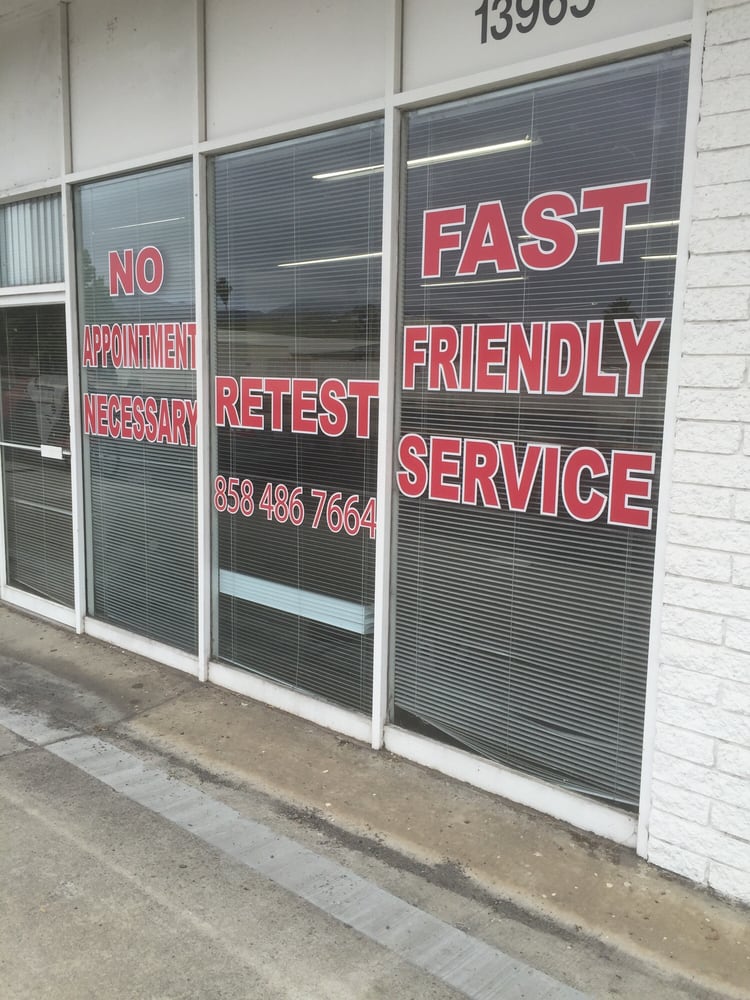 13965
NO
APPOINTMENT
NECESSARY
RETEST
858 486 7664
FAST
FRIENDLY
SERVICE